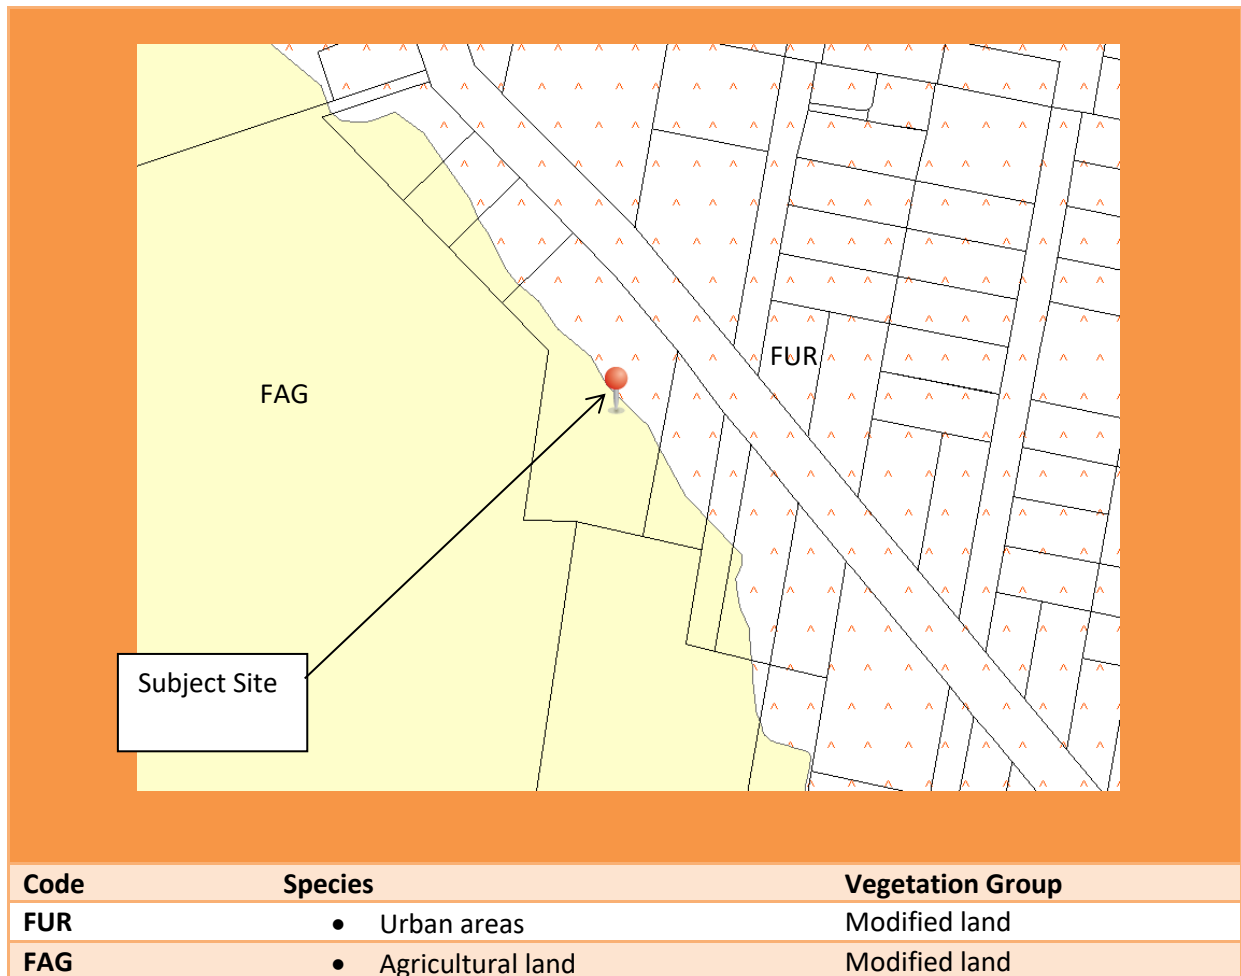 FUR
FAG
Subject Site
Code Species Vegetation Group
FUR • Urban areas Modified land
FAG • Agricultural land Modified land